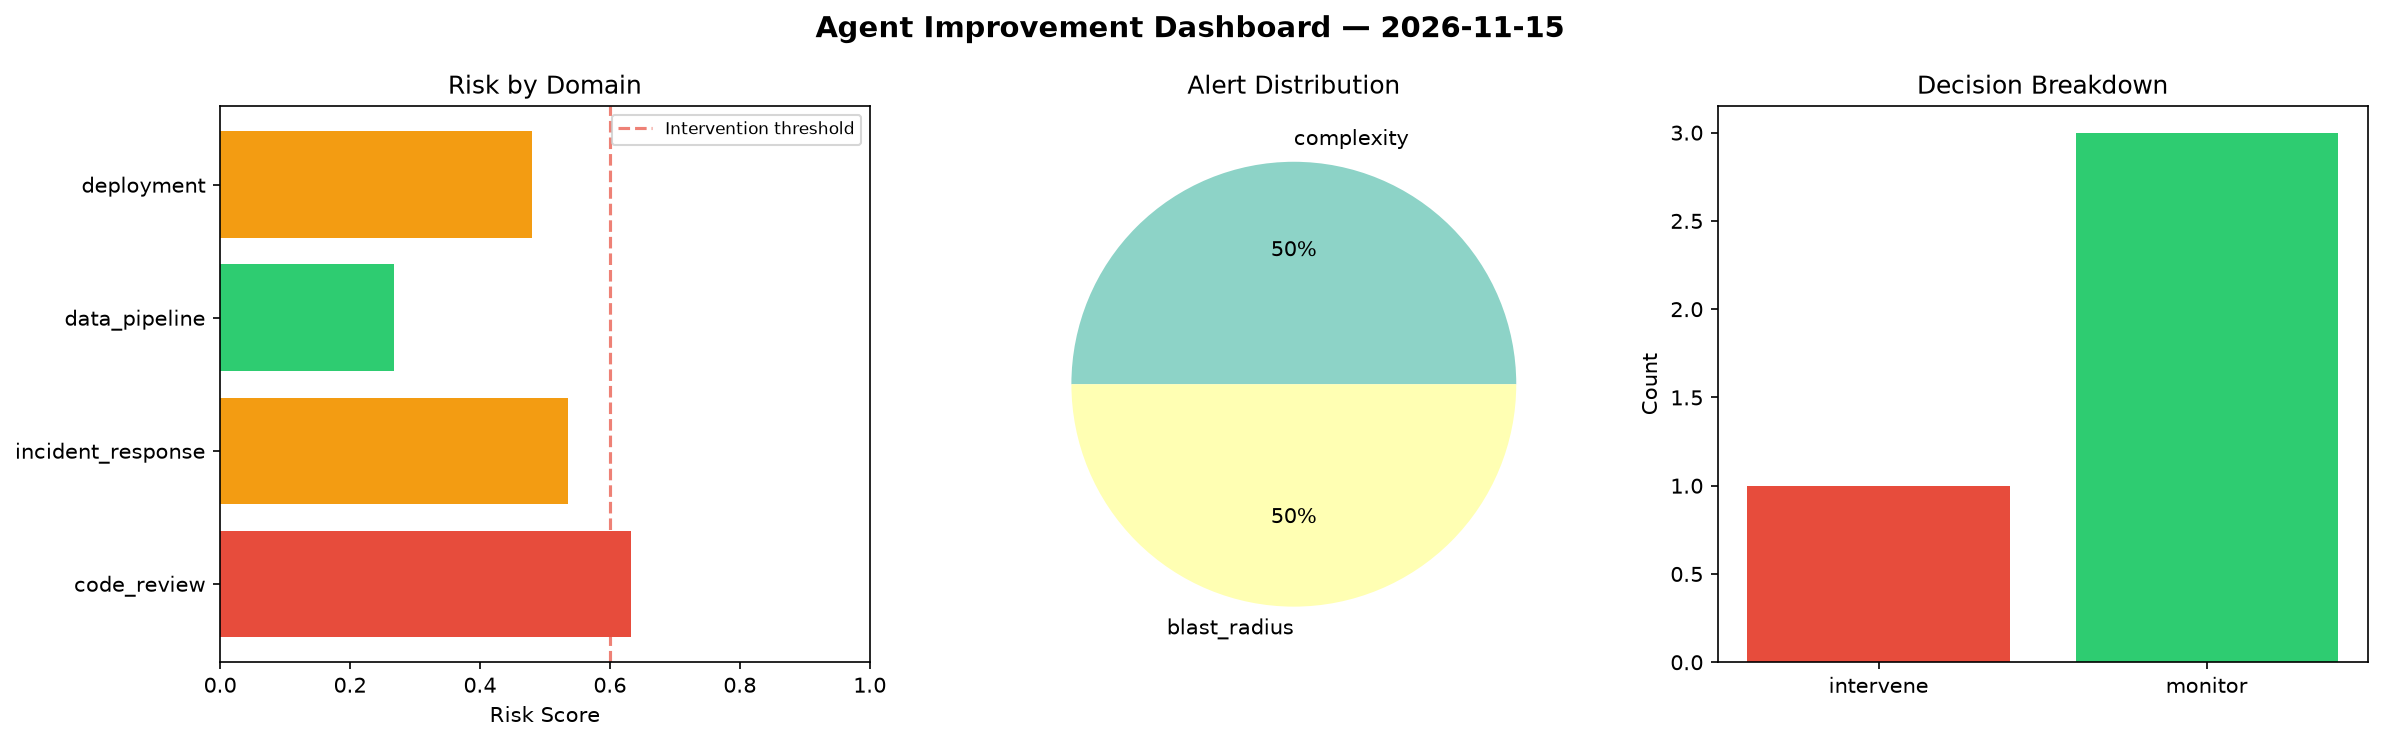 Agent Improvement Dashboard — 2026-11-15
Risk by Domain
Intervention threshold
deployment
data_pipeline
incident_response
code_review
0.0 0.2 0.4 0.6 0.8 1.0
Risk Score
Alert Distribution
complexity
50%
50%
blast_radius
Decision Breakdown
Count
3.0
2.5
2.0
1.5
1.0
0.5
0.0
intervene monitor